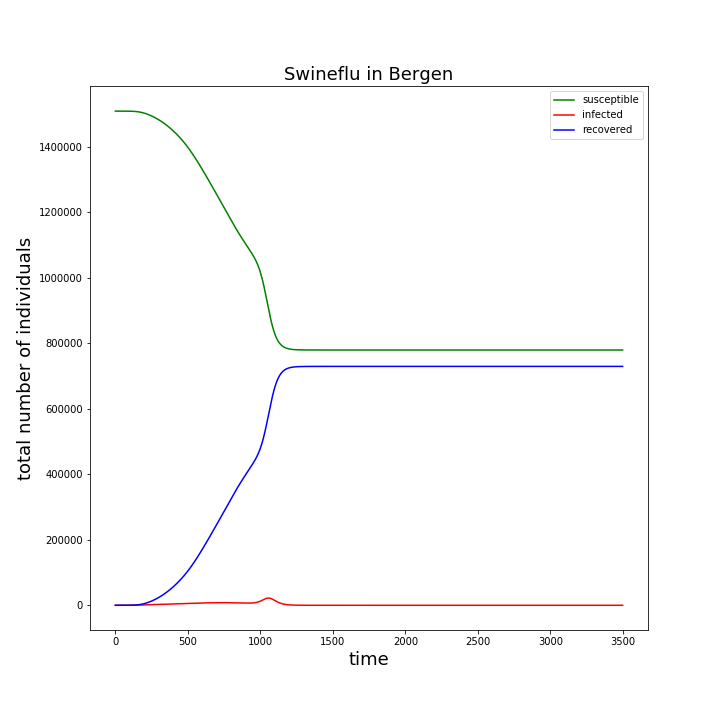 Swineflu in Bergen
susceptible
infected
recovered
total number of individuals
1400000
1200000
1000000
800000
600000
400000
200000
0
0 500 1000 1500 2000 2500 3000 3500
time